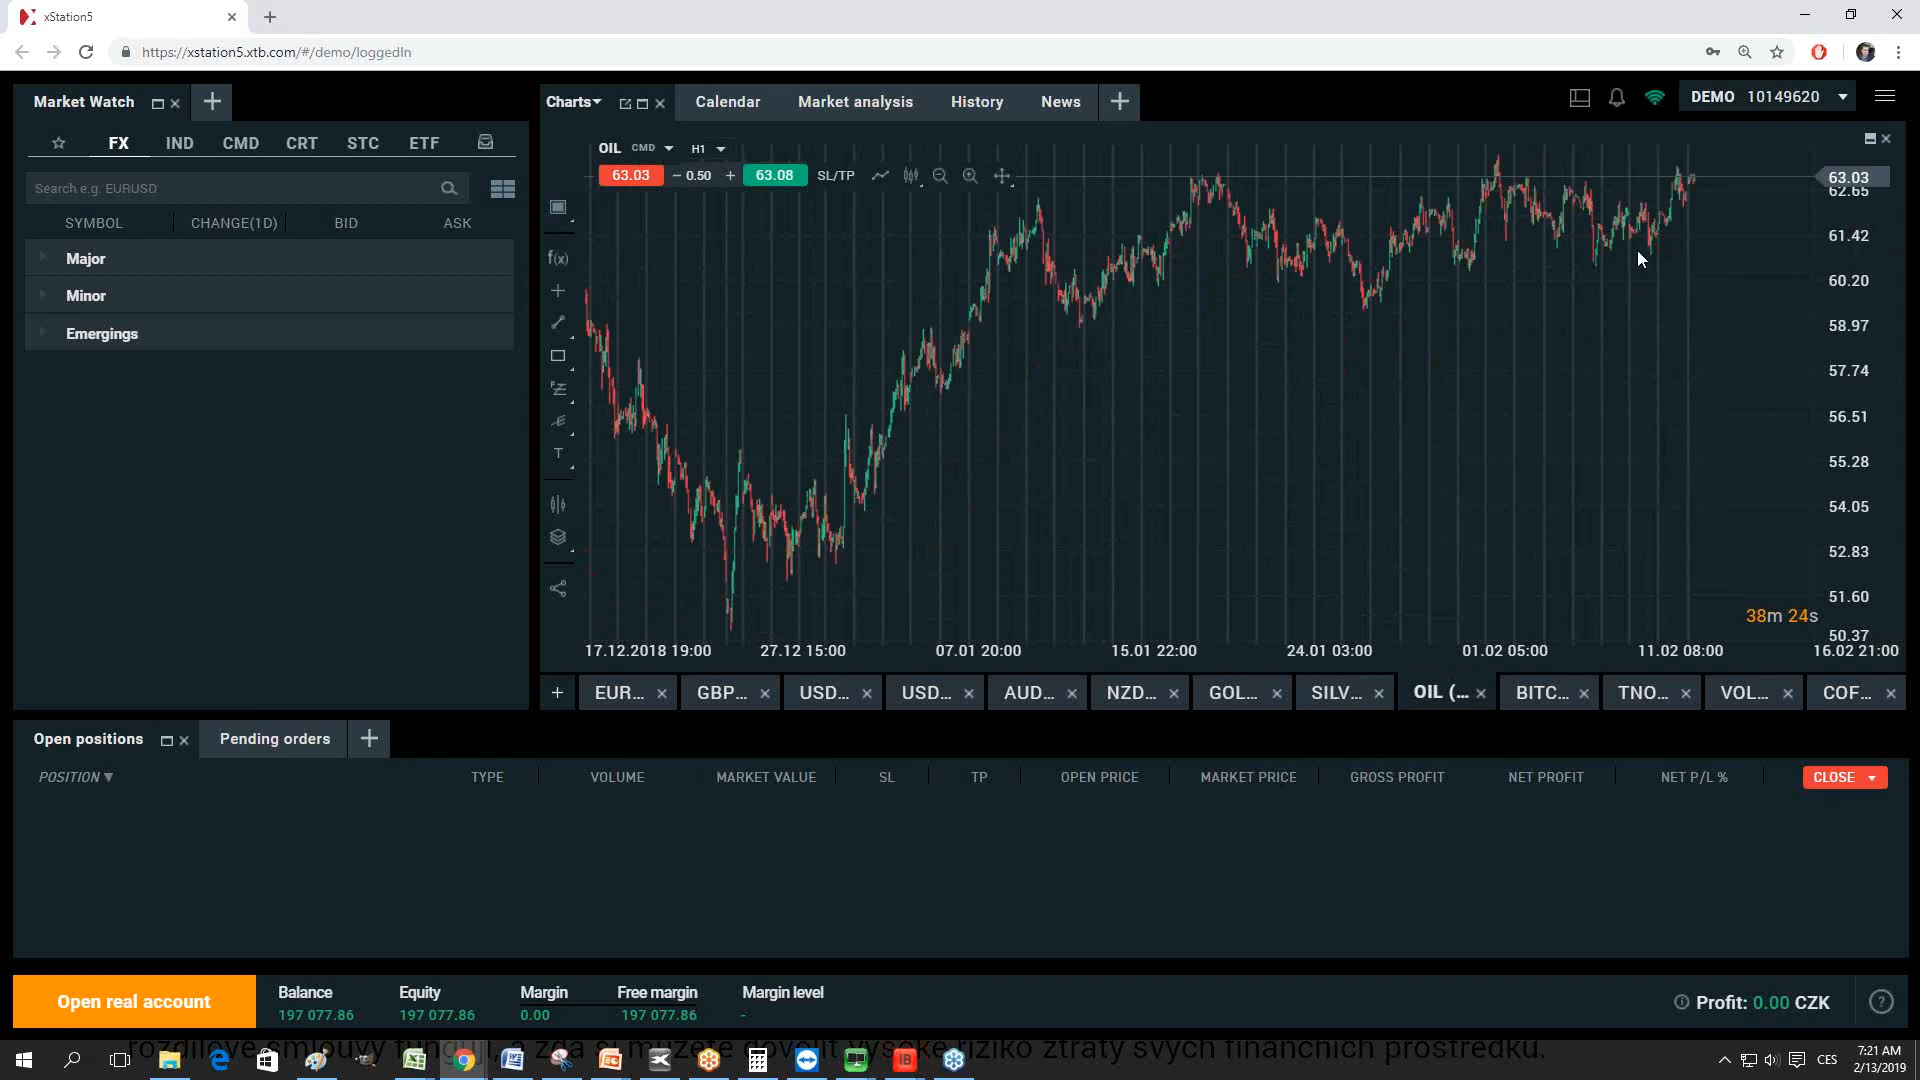 xStation5
https://xstation5.xtb.com/#/demo/loggedIn
Market Watch
Charts
Calendar
Market analysis
History
News
DEMO 10149620
FX IND CMD CRT STC ETF
Search e.g. EURUSD
SYMBOL CHANGE(1D) BID ASK
Major
Minor
Emergings
OIL CMD H1
63.03 − 0.50 + 63.08 SL/TP
f(x)
T
63.03
62.65
61.42
60.20
58.97
57.74
56.51
55.28
54.05
52.83
51.60
50.37
38m 24s
17.12.2018 19:00 27.12 15:00 07.01 20:00 15.01 22:00 24.01 03:00 01.02 05:00 11.02 08:00 16.02 21:00
EUR... GBP... USD... USD... AUD... NZD... GOL... SILV... OIL (... BITC... TNO... VOL... COF...
Open positions
Pending orders
POSITION TYPE VOLUME MARKET VALUE SL TP OPEN PRICE MARKET PRICE GROSS PROFIT NET PROFIT NET P/L % CLOSE
Open real account
Balance Equity Margin Free margin Margin level
197 077.86 197 077.86 0.00 197 077.86 -
Profit: 0.00 CZK
ztráty svých finančních prostředků.
CES
7:21 AM
2/13/2019